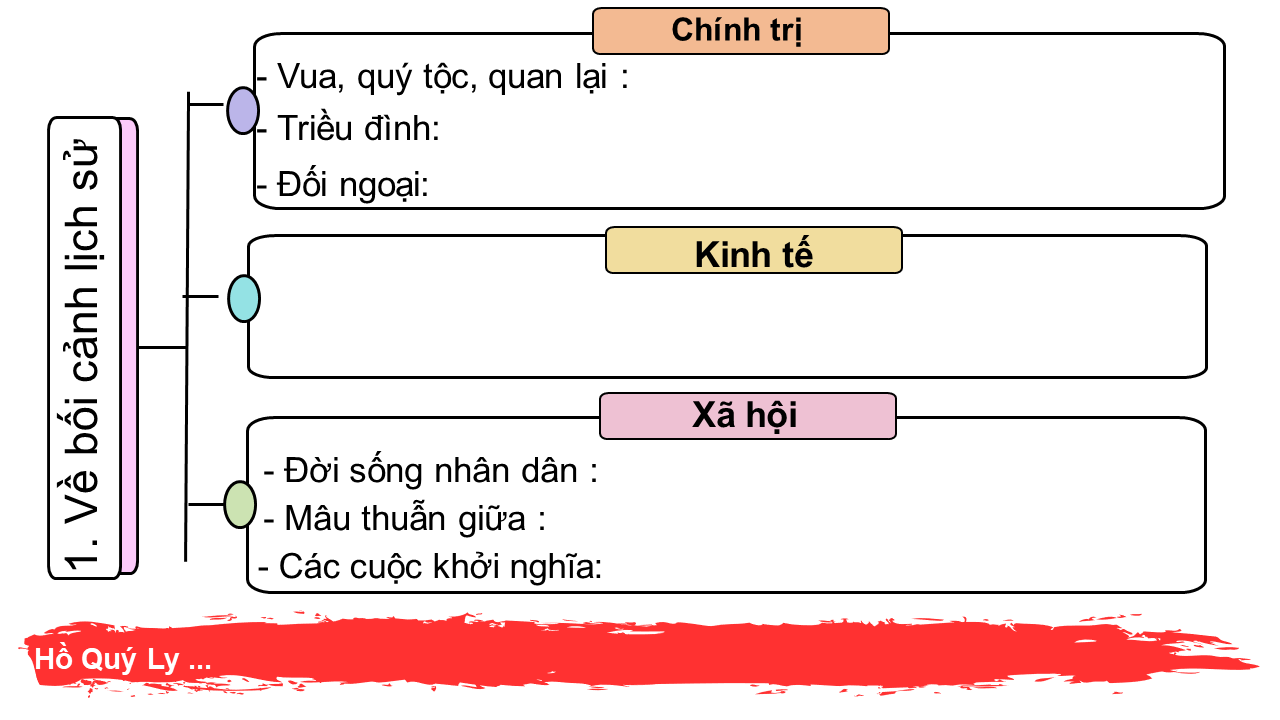 1. Về bối cảnh lịch sử
Chính trị
- Vua, quý tộc, quan lại :
- Triều đình:
- Đối ngoại:
Kinh tế
Xã hội
- Đời sống nhân dân :
- Mâu thuẫn giữa :
- Các cuộc khởi nghĩa:
Hồ Quý Ly ...